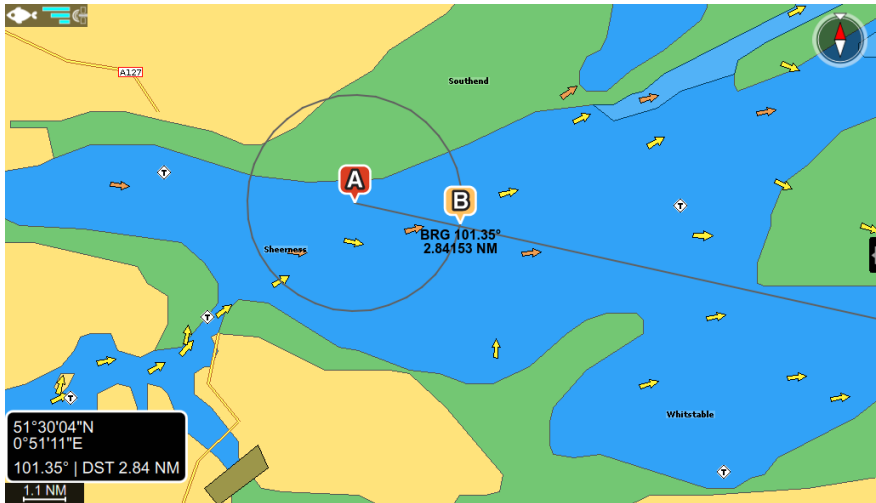 A127
Southend
T
A
B
T
BRG 101.35°
2.84153 NM
Sheerness
T
T
Whitstable
51°30'04"N
0°51'11"E
101.35° | DST 2.84 NM
T
1.1 NM